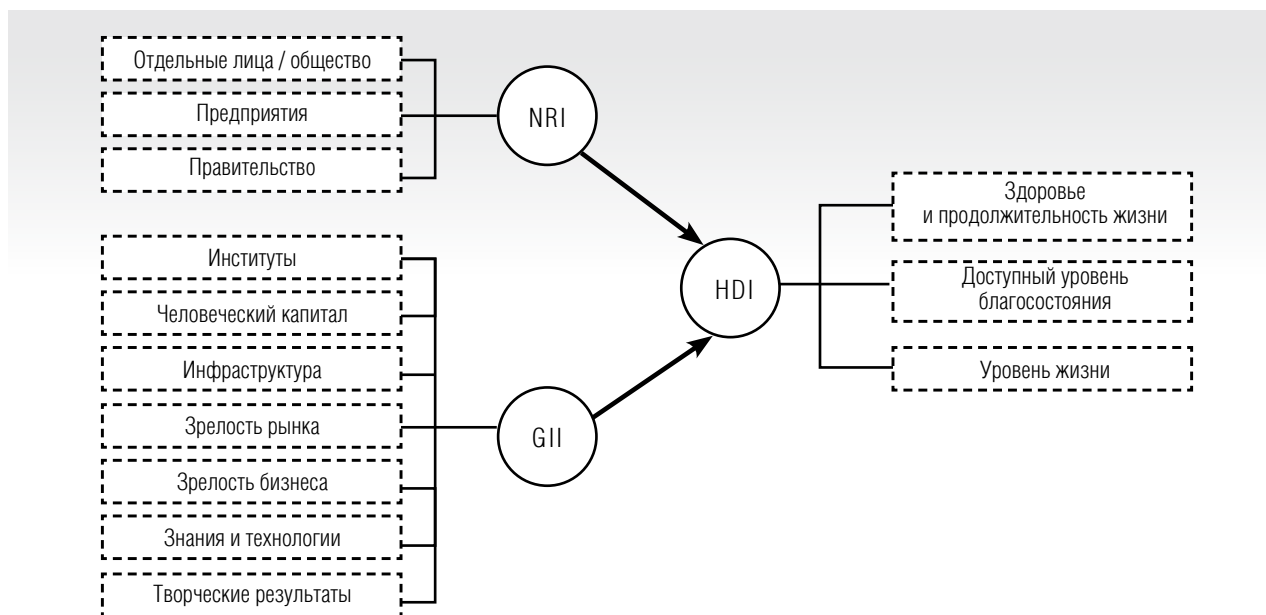 Отдельные лица / общество
Предприятия
Правительство
NRI
Институты
Человеческий капитал
Инфраструктура
Зрелость рынка
Зрелость бизнеса
Знания и технологии
Творческие результаты
GII
HDI
Здоровье
и продолжительность жизни
Доступный уровень
благосостояния
Уровень жизни